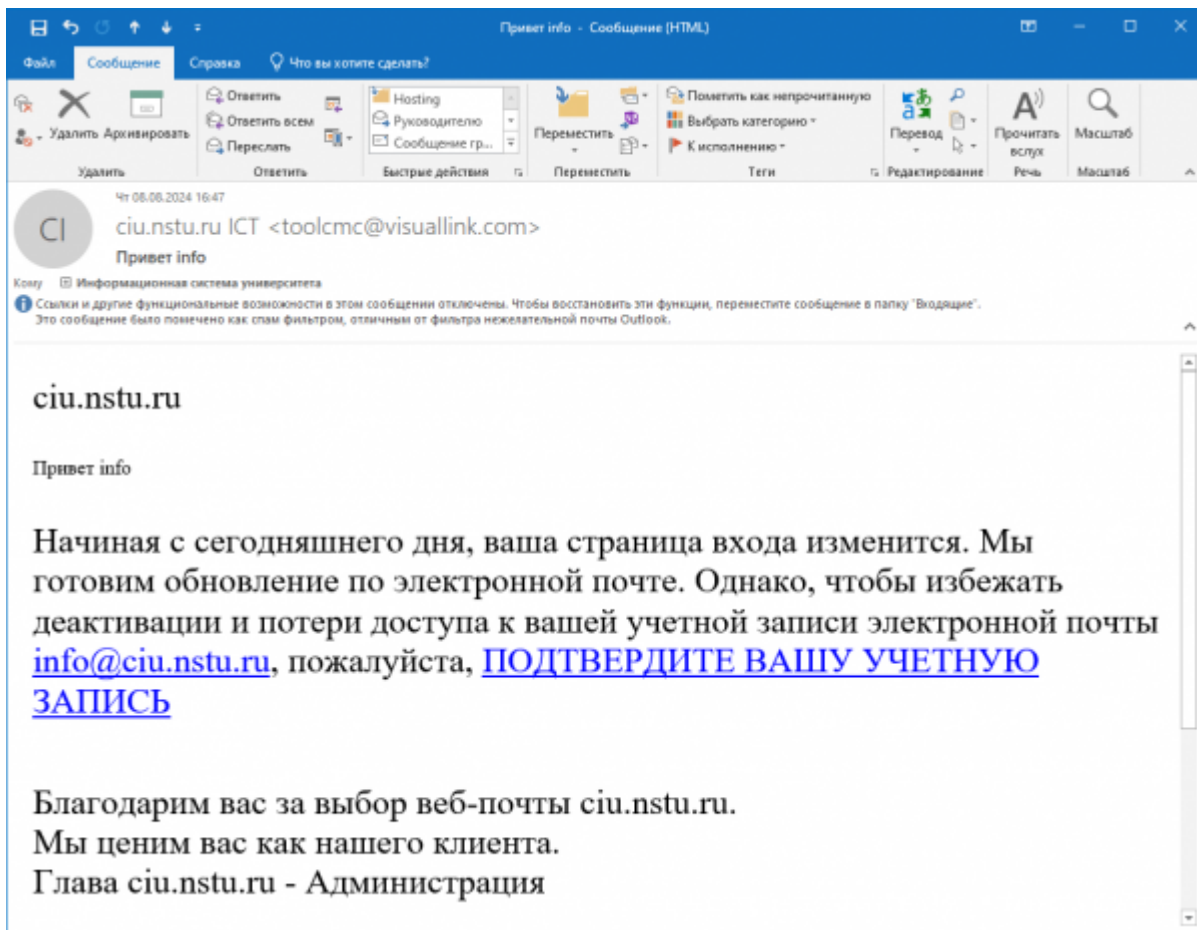 Привет info - Сообщение (HTML)
Файл Сообщение Справка Что вы хотите сделать?
Удалить Архивировать
Ответить
Ответить всем
Переслать
Hosting
Руководителю
Сообщение гр...
Переместить
Пометить как непрочитанную
Выбрать категорию
К исполнению
Перевод
Прочитать вслух
Масштаб
Удалить Ответить Быстрые действия Переместить Теги Редактирование Речь Масштаб
Чт 08.08.2024 16:47
CI
ciu.nstu.ru ICT <toolcmc@visuallink.com>
Привет info
Кому Информационная система университета
Ссылки и другие функциональные возможности в этом сообщении отключены. Чтобы восстановить эти функции, переместите сообщение в папку "Входящие".
Это сообщение было помечено как спам фильтром, отличным от фильтра нежелательной почты Outlook.
ciu.nstu.ru
Привет info
Начиная с сегодняшнего дня, ваша страница входа изменится. Мы
готовим обновление по электронной почте. Однако, чтобы избежать
деактивации и потери доступа к вашей учетной записи электронной почты
info@ciu.nstu.ru, пожалуйста, ПОДТВЕРДИТЕ ВАШУ УЧЕТНУЮ
ЗАПИСЬ
Благодарим вас за выбор веб-почты ciu.nstu.ru.
Мы ценим вас как нашего клиента.
Глава ciu.nstu.ru - Администрация